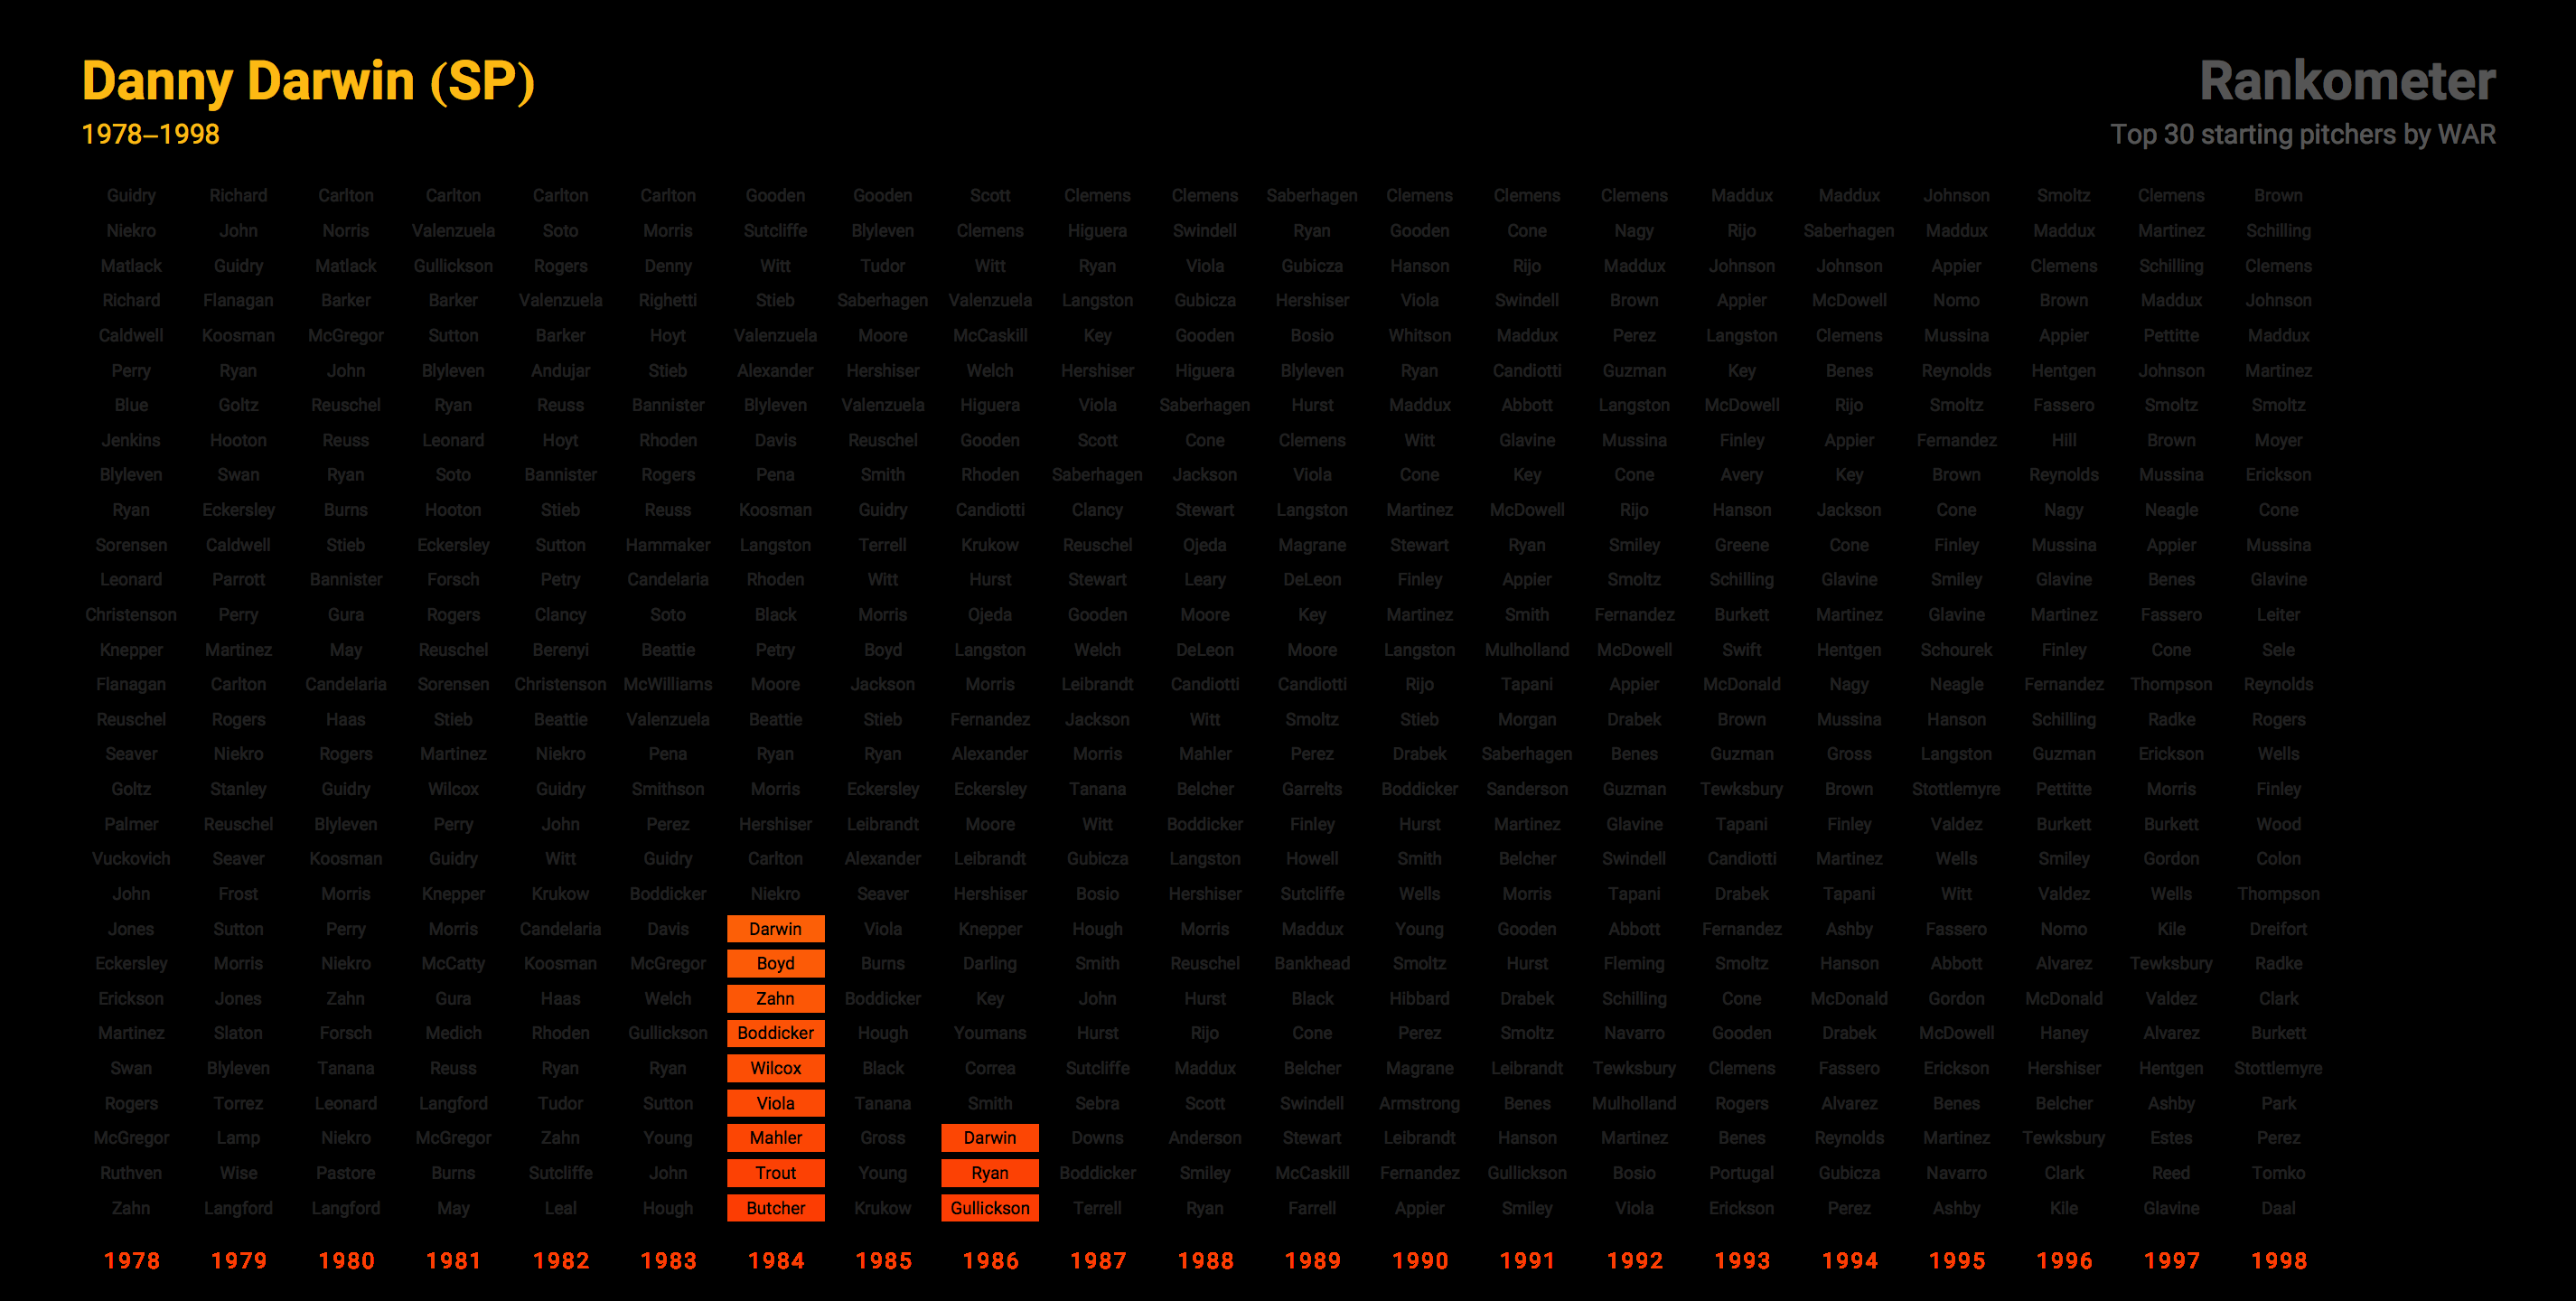 Danny Darwin (SP)
1978–1998
Rankometer
Top 30 starting pitchers by WAR
Guidry Richard Carlton Carlton Carlton Carlton Gooden Gooden Scott Clemens Clemens Saberhagen Clemens Clemens Clemens Maddux Maddux Johnson Smoltz Clemens Brown
Niekro John Norris Valenzuela Soto Morris Sutcliffe Blyleven Clemens Higuera Swindell Ryan Gooden Cone Nagy Rijo Saberhagen Maddux Maddux Martinez Schilling
Matlack Guidry Matlack Gullickson Rogers Denny Witt Tudor Witt Ryan Viola Gubicza Hanson Rijo Maddux Johnson Johnson Appier Clemens Schilling Clemens
Richard Flanagan Barker Barker Valenzuela Righetti Stieb Saberhagen Valenzuela Langston Gubicza Hershiser Viola Swindell Brown Appier McDowell Nomo Brown Maddux Johnson
Caldwell Koosman McGregor Sutton Barker Hoyt Valenzuela Moore McCaskill Key Gooden Bosio Whitson Maddux Perez Langston Clemens Mussina Appier Pettitte Maddux
Perry Ryan John Blyleven Andujar Stieb Alexander Hershiser Welch Hershiser Higuera Blyleven Ryan Candiotti Guzman Key Benes Reynolds Hentgen Johnson Martinez
Blue Goltz Reuschel Ryan Reuss Bannister Blyleven Valenzuela Higuera Viola Saberhagen Hurst Maddux Abbott Langston McDowell Rijo Smoltz Fassero Smoltz Smoltz
Jenkins Hooton Reuss Leonard Hoyt Rhoden Davis Reuschel Gooden Scott Cone Clemens Witt Glavine Mussina Finley Appier Fernandez Hill Brown Moyer
Blyleven Swan Ryan Soto Bannister Rogers Pena Smith Rhoden Saberhagen Jackson Viola Cone Key Cone Avery Key Brown Reynolds Mussina Erickson
Ryan Eckersley Burns Hooton Stieb Reuss Koosman Guidry Candiotti Clancy Stewart Langston Martinez McDowell Rijo Hanson Jackson Cone Nagy Neagle Cone
Sorensen Caldwell Stieb Eckersley Sutton Hammaker Langston Terrell Krukow Reuschel Ojeda Magrane Stewart Ryan Smiley Greene Cone Finley Mussina Appier Mussina
Leonard Parrott Bannister Forsch Petry Candelaria Rhoden Witt Hurst Stewart Leary DeLeon Finley Appier Smoltz Schilling Glavine Smiley Glavine Benes Glavine
Christenson Perry Gura Rogers Clancy Soto Black Morris Ojeda Gooden Moore Key Martinez Smith Fernandez Burkett Martinez Glavine Martinez Fassero Leiter
Knepper Martinez May Reuschel Berenyi Beattie Petry Boyd Langston Welch DeLeon Moore Langston Mulholland McDowell Swift Hentgen Schourek Finley Cone Sele
Flanagan Carlton Candelaria Sorensen Christenson McWilliams Moore Jackson Morris Leibrandt Candiotti Candiotti Rijo Tapani Appier McDonald Nagy Neagle Fernandez Thompson Reynolds
Reuschel Rogers Haas Stieb Beattie Valenzuela Beattie Stieb Fernandez Jackson Witt Smoltz Stieb Morgan Drabek Brown Mussina Hanson Schilling Radke Rogers
Seaver Niekro Rogers Martinez Niekro Pena Ryan Ryan Alexander Morris Mahler Perez Drabek Saberhagen Benes Guzman Gross Langston Guzman Erickson Wells
Goltz Stanley Guidry Wilcox Guidry Smithson Morris Eckersley Eckersley Tanana Belcher Garrelts Boddicker Sanderson Guzman Tewksbury Brown Stottlemyre Pettitte Morris Finley
Palmer Reuschel Blyleven Perry John Perez Hershiser Leibrandt Moore Witt Boddicker Finley Hurst Martinez Glavine Tapani Finley Valdez Burkett Burkett Wood
Vuckovich Seaver Koosman Guidry Witt Guidry Carlton Alexander Leibrandt Gubicza Langston Howell Smith Belcher Swindell Candiotti Martinez Wells Smiley Gordon Colon
John Frost Morris Knepper Krukow Boddicker Niekro Seaver Hershiser Bosio Hershiser Sutcliffe Wells Morris Tapani Drabek Tapani Witt Valdez Wells Thompson
Jones Sutton Perry Morris Candelaria Davis Darwin Viola Knepper Hough Morris Maddux Young Gooden Abbott Fernandez Ashby Fassero Nomo Kile Dreifort
Eckersley Morris Niekro McCatty Koosman McGregor Boyd Burns Darling Smith Reuschel Bankhead Smoltz Hurst Fleming Smoltz Hanson Abbott Alvarez Tewksbury Radke
Erickson Jones Zahn Gura Haas Welch Zahn Boddicker Key John Hurst Black Hibbard Drabek Schilling Cone McDonald Gordon McDonald Valdez Clark
Martinez Slaton Forsch Medich Rhoden Gullickson Boddicker Hough Youmans Hurst Rijo Cone Perez Smoltz Navarro Gooden Drabek McDowell Haney Alvarez Burkett
Swan Blyleven Tanana Reuss Ryan Ryan Wilcox Black Correa Sutcliffe Maddux Belcher Magrane Leibrandt Tewksbury Clemens Fassero Erickson Hershiser Hentgen Stottlemyre
Rogers Torrez Leonard Langford Tudor Sutton Viola Tanana Smith Sebra Scott Swindell Armstrong Benes Mulholland Rogers Alvarez Benes Belcher Ashby Park
McGregor Lamp Niekro McGregor Zahn Young Mahler Gross Darwin Downs Anderson Stewart Leibrandt Hanson Martinez Benes Reynolds Martinez Tewksbury Estes Perez
Ruthven Wise Pastore Burns Sutcliffe John Trout Young Ryan Boddicker Smiley McCaskill Fernandez Gullickson Bosio Portugal Gubicza Navarro Clark Reed Tomko
Zahn Langford Langford May Leal Hough Butcher Krukow Gullickson Terrell Ryan Farrell Appier Smiley Viola Erickson Perez Ashby Kile Glavine Daal
1978 1979 1980 1981 1982 1983 1984 1985 1986 1987 1988 1989 1990 1991 1992 1993 1994 1995 1996 1997 1998